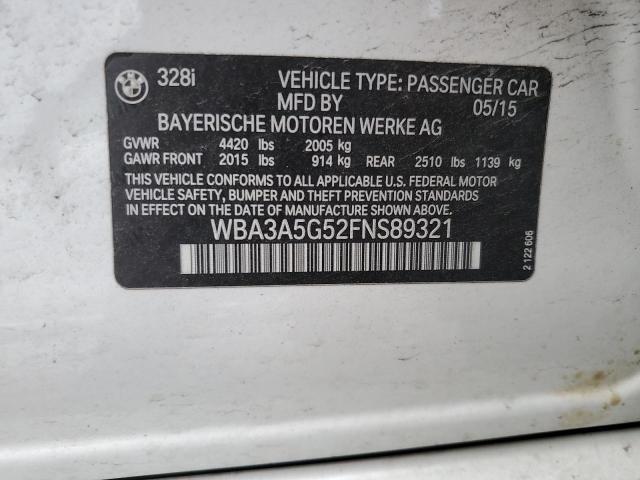 328i VEHICLE TYPE: PASSENGER CAR
MFD BY 05/15
BAYERISCHE MOTOREN WERKE AG
GVWR 4420 lbs 2005 kg
GAWR FRONT 2015 lbs 914 kg REAR 2510 lbs 1139 kg
THIS VEHICLE CONFORMS TO ALL APPLICABLE U.S. FEDERAL MOTOR
VEHICLE SAFETY, BUMPER AND THEFT PREVENTION STANDARDS
IN EFFECT ON THE DATE OF MANUFACTURE SHOWN ABOVE.
WBA3A5G52FNS89321
2 122 606